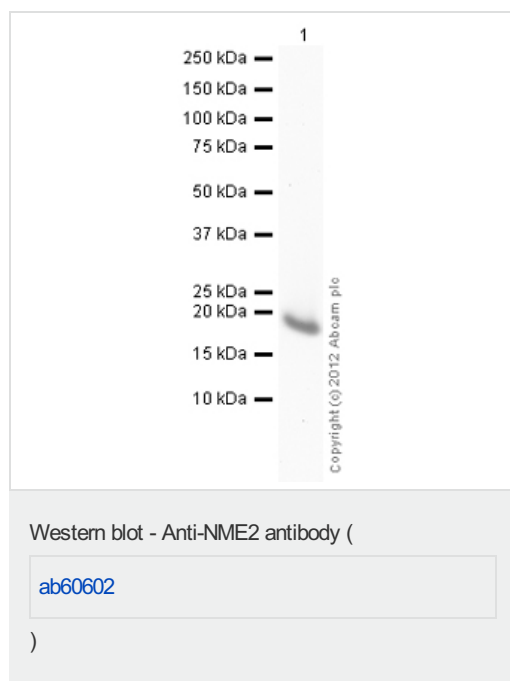 1
250 kDa
150 kDa
100 kDa
75 kDa
50 kDa
37 kDa
25 kDa
20 kDa
15 kDa
10 kDa
Copyright (c) 2012 Abcam plc
Western blot - Anti-NME2 antibody (
ab60602
)